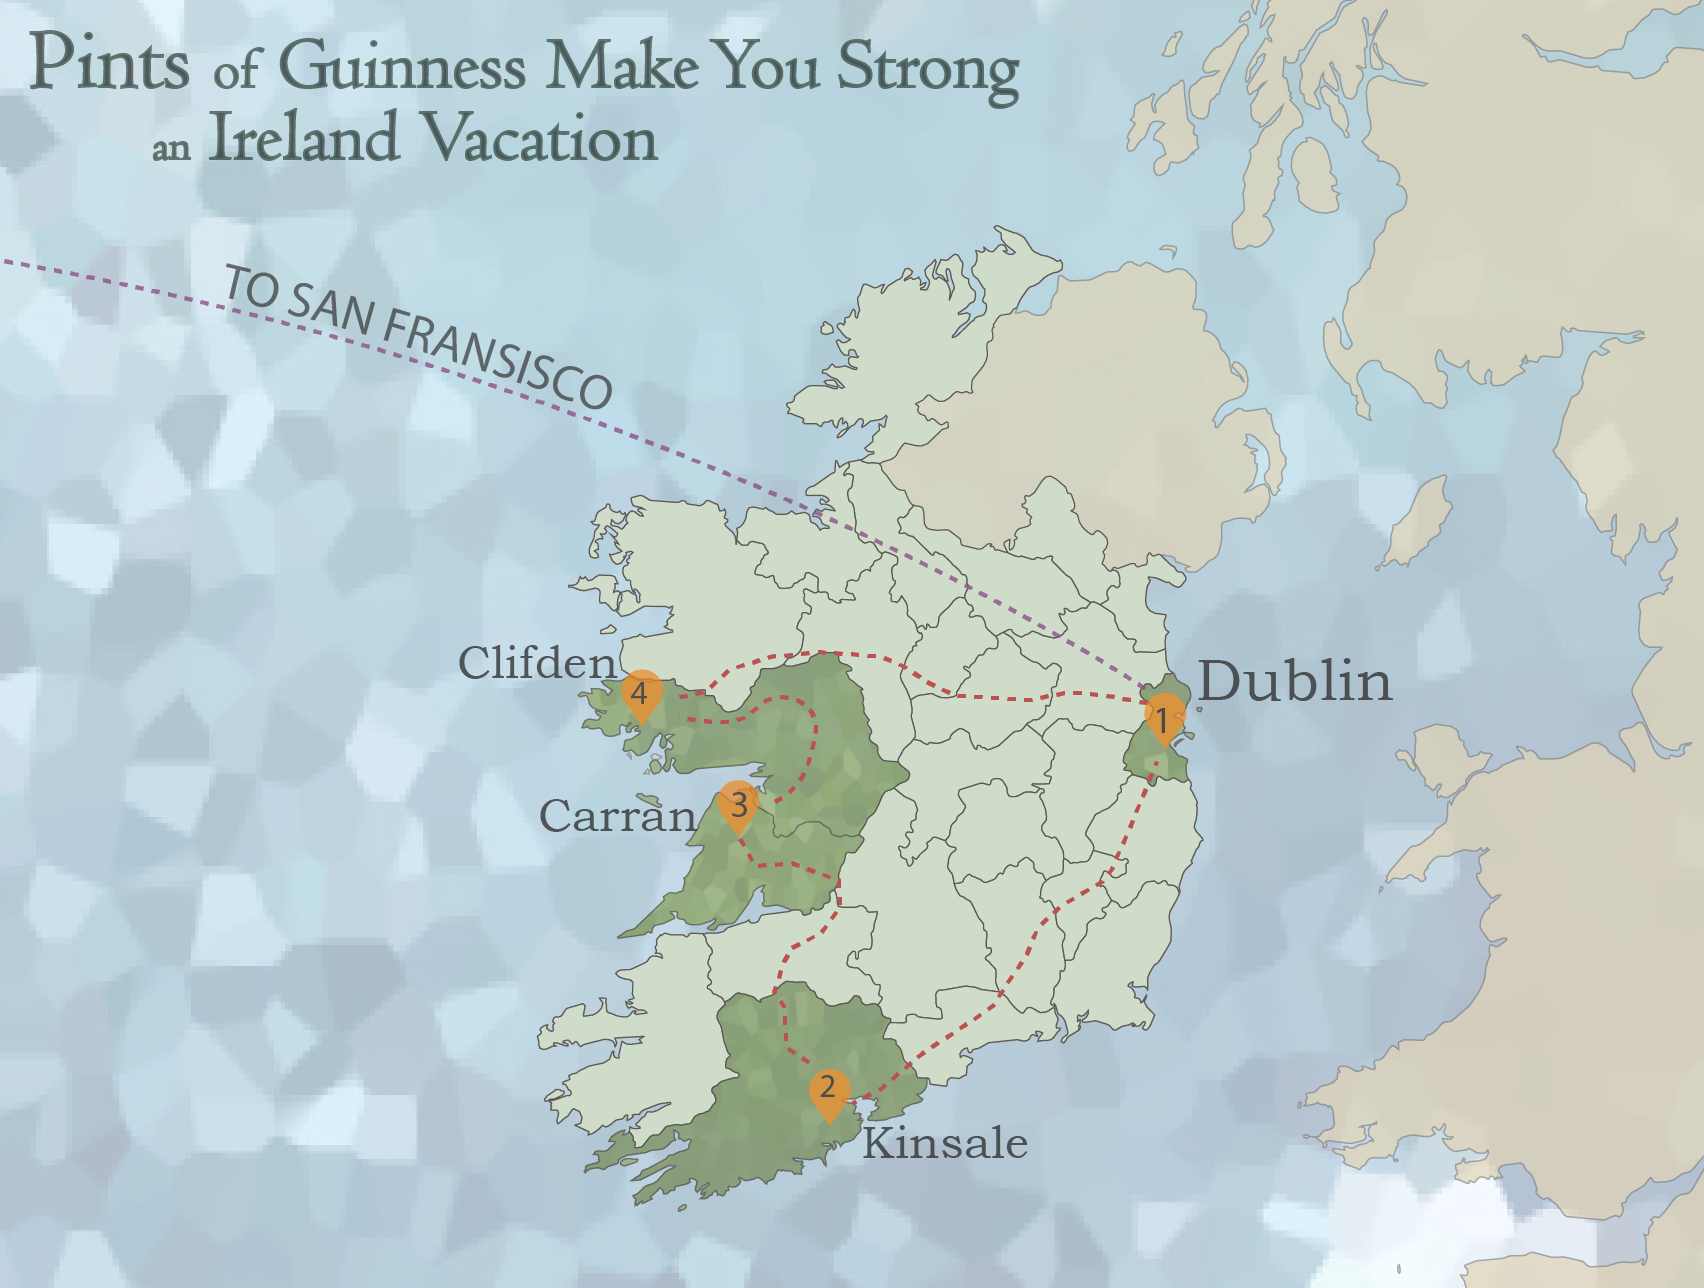 Pints of Guinness Make You Strong
an Ireland Vacation
TO SAN FRANSISCO
Clifden
4
Dublin
1
Carran
3
2
Kinsale